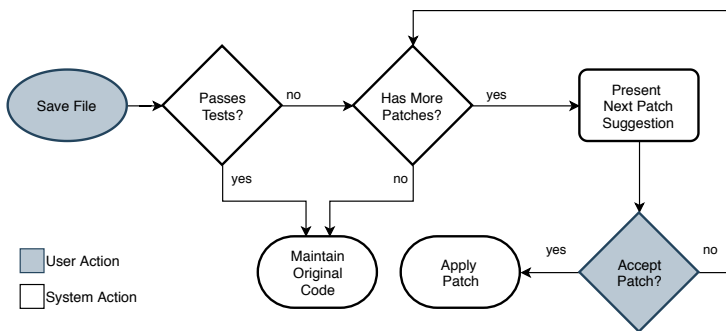 Save File
Passes
Tests?
no
Has More
Patches?
yes
Present
Next Patch
Suggestion
yes
no
Maintain
Original
Code
Apply
Patch
yes
Accept
Patch?
no
User Action
System Action